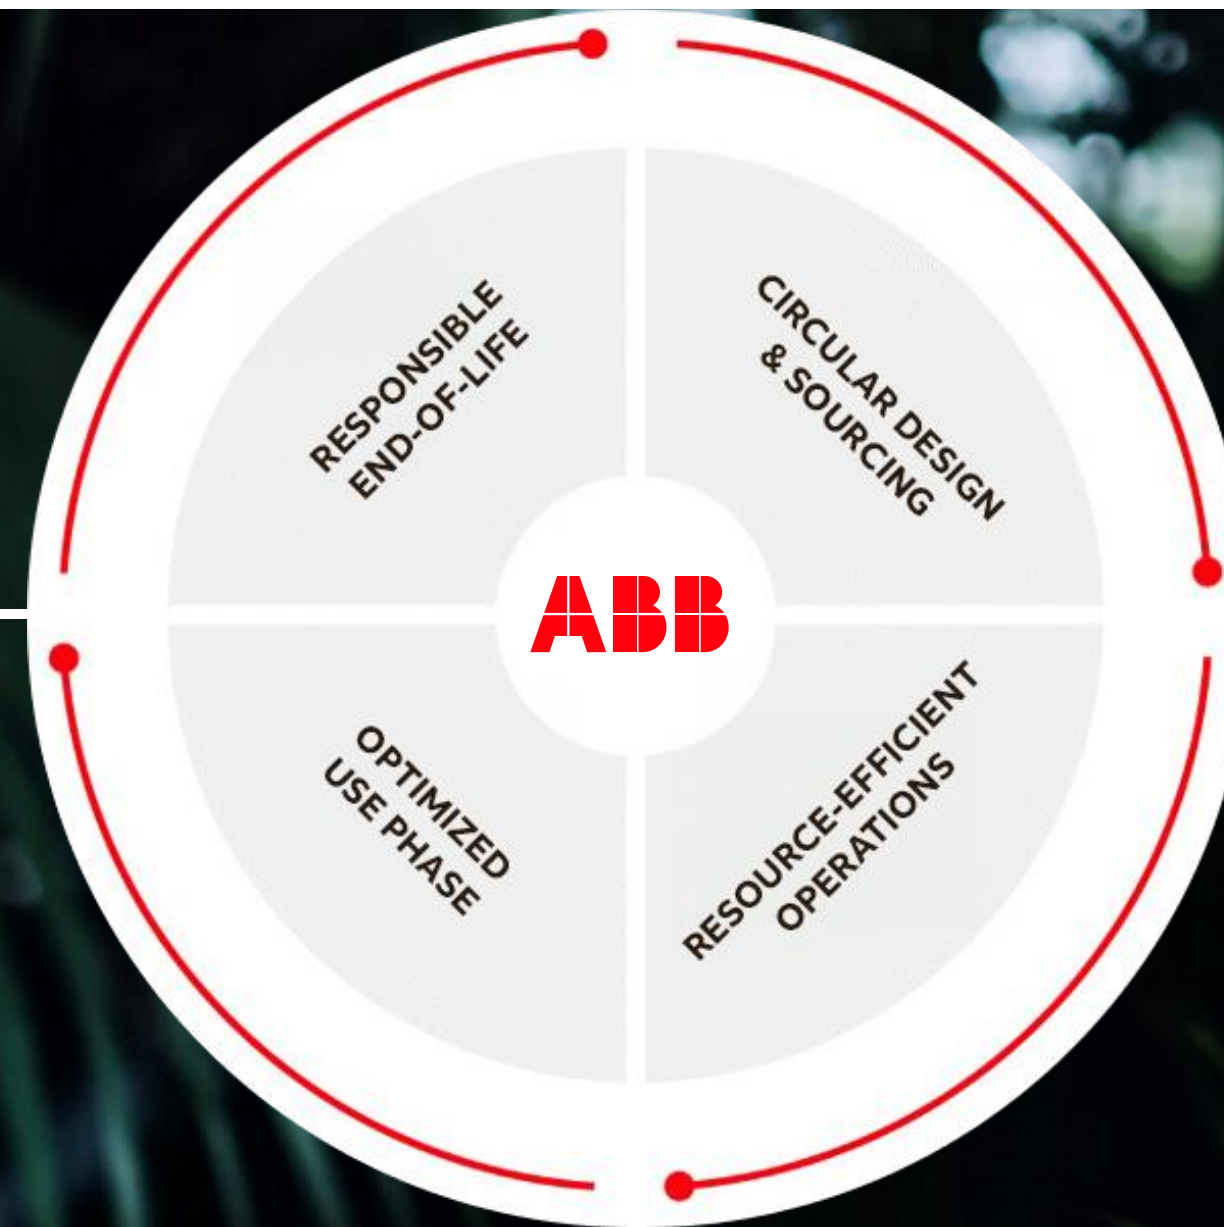 RESPONSIBLE
END-OF-LIFE
CIRCULAR DESIGN
& SOURCING
ABB
OPTIMIZED
USE PHASE
RESOURCE-EFFICIENT
OPERATIONS